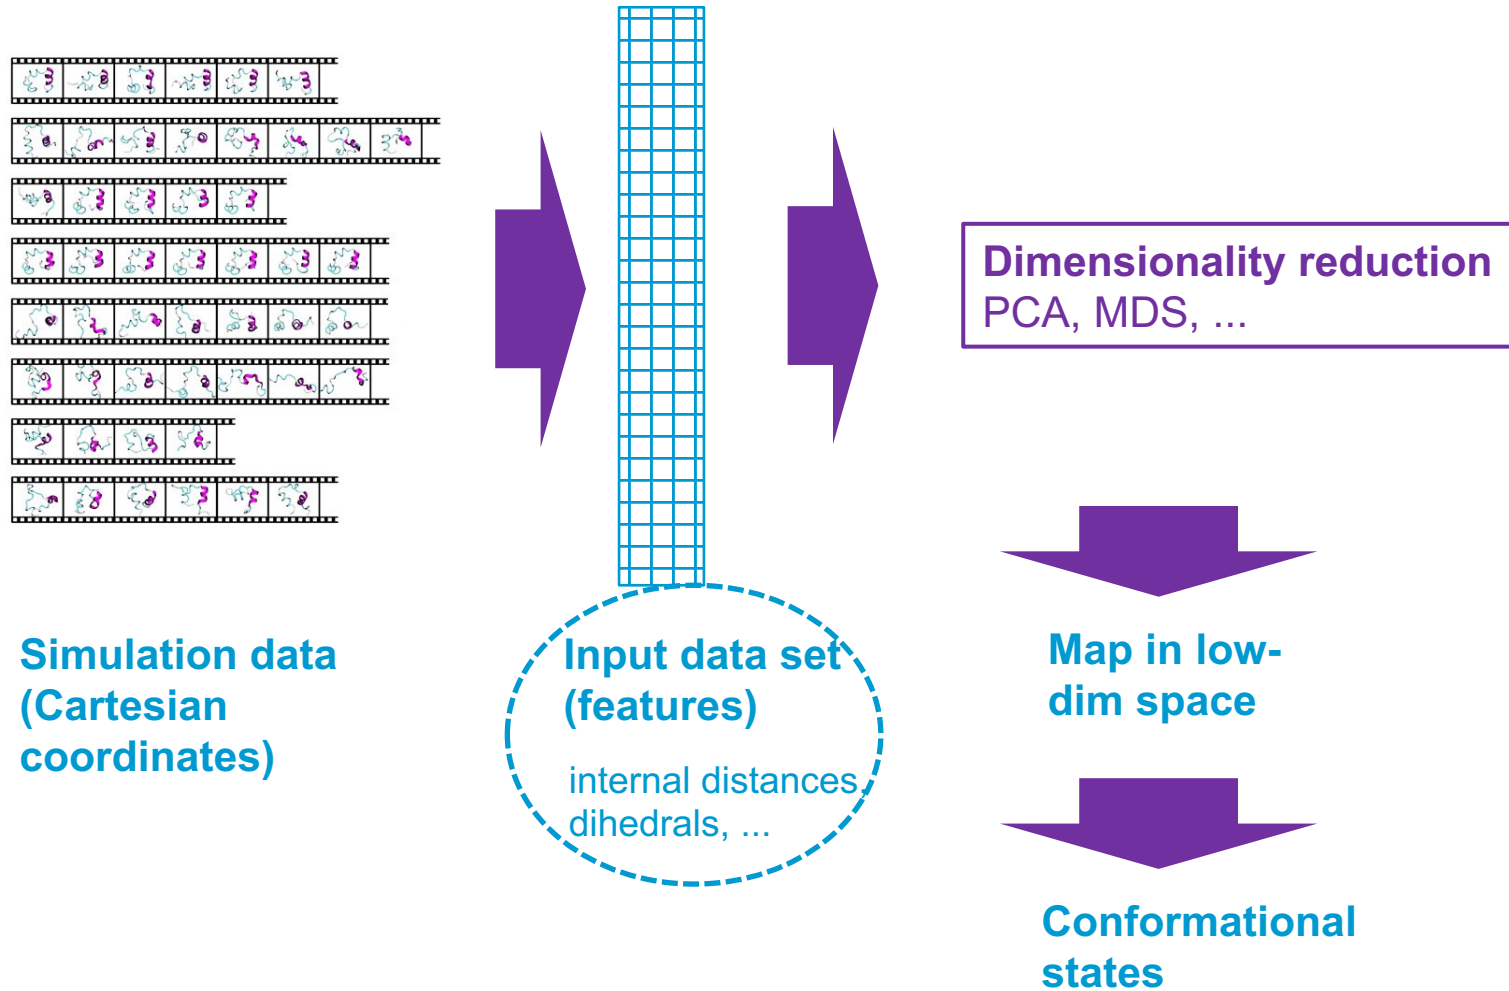 Simulation data
(Cartesian
coordinates)
Input data set
(features)
internal distances,
dihedrals, ...
Dimensionality reduction
PCA, MDS, ...
Map in low-
dim space
Conformational
states